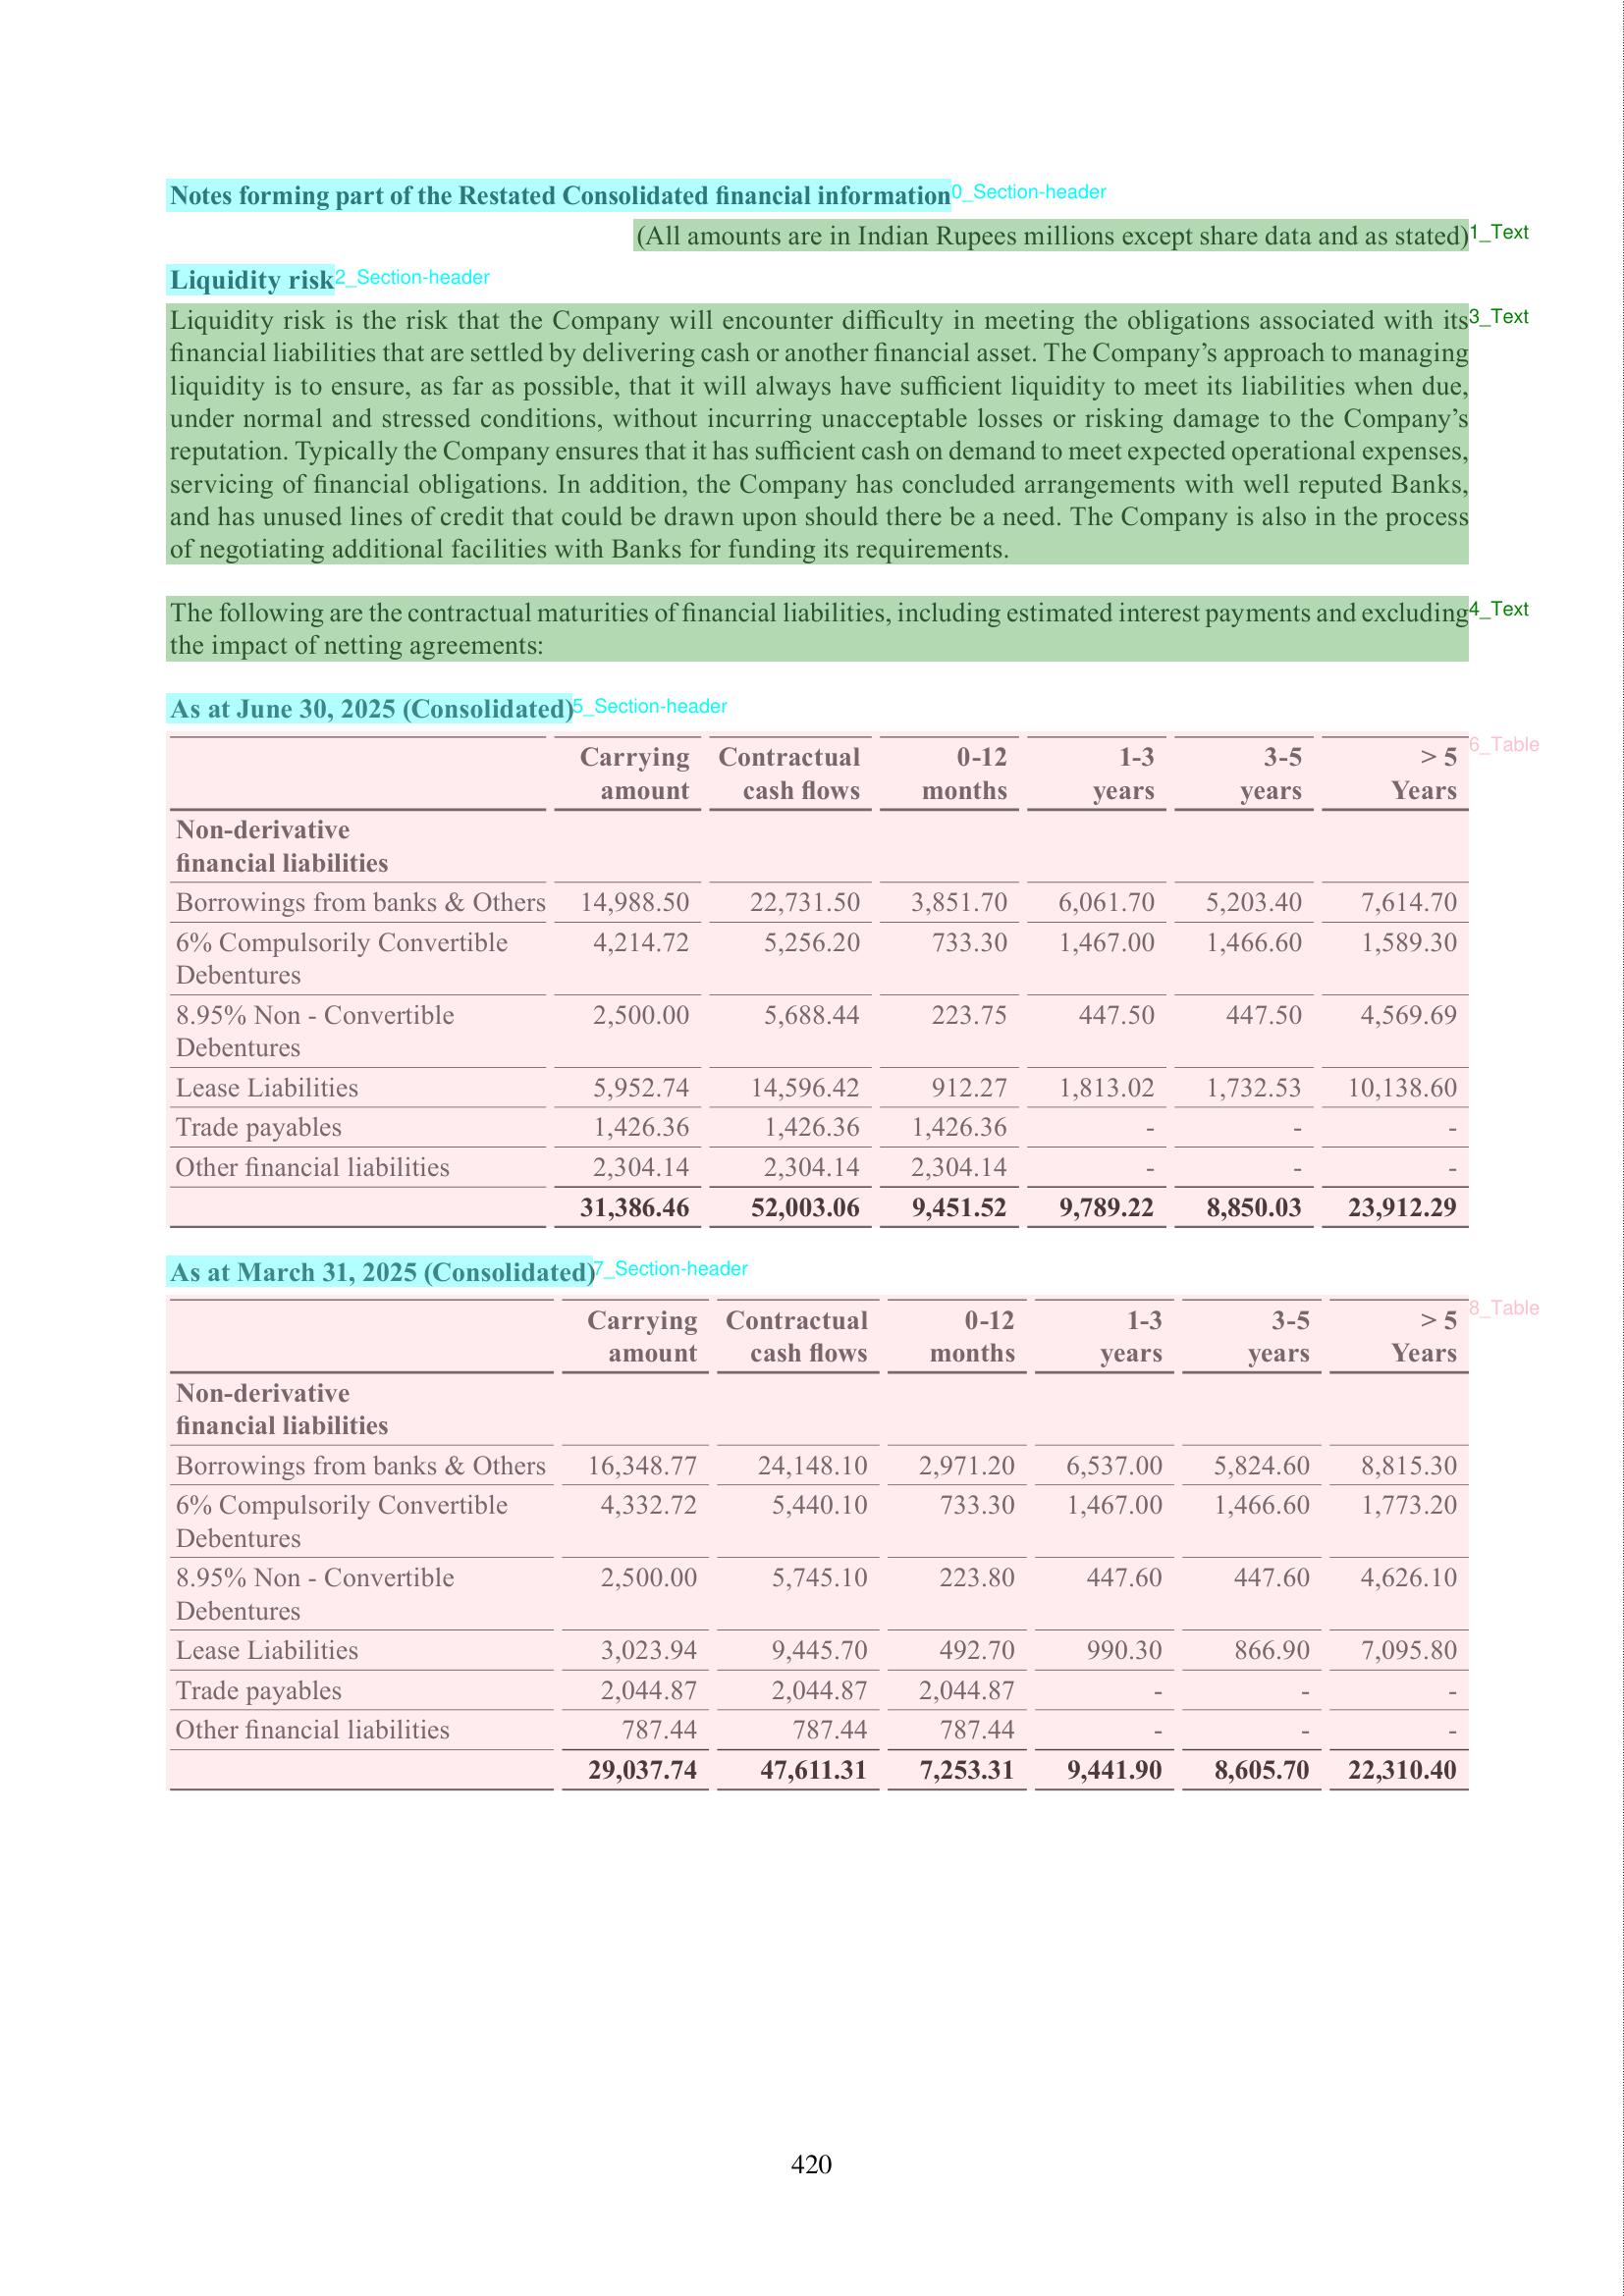 Notes forming part of the Restated Consolidated financial information 0_Section-header
(All amounts are in Indian Rupees millions except share data and as stated) 1_Text
Liquidity risk 2_Section-header
Liquidity risk is the risk that the Company will encounter difficulty in meeting the obligations associated with its 3_Text
financial liabilities that are settled by delivering cash or another financial asset. The Company’s approach to managing
liquidity is to ensure, as far as possible, that it will always have sufficient liquidity to meet its liabilities when due,
under normal and stressed conditions, without incurring unacceptable losses or risking damage to the Company’s
reputation. Typically the Company ensures that it has sufficient cash on demand to meet expected operational expenses,
servicing of financial obligations. In addition, the Company has concluded arrangements with well reputed Banks,
and has unused lines of credit that could be drawn upon should there be a need. The Company is also in the process
of negotiating additional facilities with Banks for funding its requirements.
The following are the contractual maturities of financial liabilities, including estimated interest payments and excluding 4_Text
the impact of netting agreements:
As at June 30, 2025 (Consolidated) 5_Section-header
6_Table
Carrying Contractual 0-12 1-3 3-5 > 5
amount cash flows months years years Years
Non-derivative
financial liabilities
Borrowings from banks & Others 14,988.50 22,731.50 3,851.70 6,061.70 5,203.40 7,614.70
6% Compulsorily Convertible 4,214.72 5,256.20 733.30 1,467.00 1,466.60 1,589.30
Debentures
8.95% Non - Convertible 2,500.00 5,688.44 223.75 447.50 447.50 4,569.69
Debentures
Lease Liabilities 5,952.74 14,596.42 912.27 1,813.02 1,732.53 10,138.60
Trade payables 1,426.36 1,426.36 1,426.36 - - -
Other financial liabilities 2,304.14 2,304.14 2,304.14 - - -
31,386.46 52,003.06 9,451.52 9,789.22 8,850.03 23,912.29
As at March 31, 2025 (Consolidated) 7_Section-header
8_Table
Carrying Contractual 0-12 1-3 3-5 > 5
amount cash flows months years years Years
Non-derivative
financial liabilities
Borrowings from banks & Others 16,348.77 24,148.10 2,971.20 6,537.00 5,824.60 8,815.30
6% Compulsorily Convertible 4,332.72 5,440.10 733.30 1,467.00 1,466.60 1,773.20
Debentures
8.95% Non - Convertible 2,500.00 5,745.10 223.80 447.60 447.60 4,626.10
Debentures
Lease Liabilities 3,023.94 9,445.70 492.70 990.30 866.90 7,095.80
Trade payables 2,044.87 2,044.87 2,044.87 - - -
Other financial liabilities 787.44 787.44 787.44 - - -
29,037.74 47,611.31 7,253.31 9,441.90 8,605.70 22,310.40
420